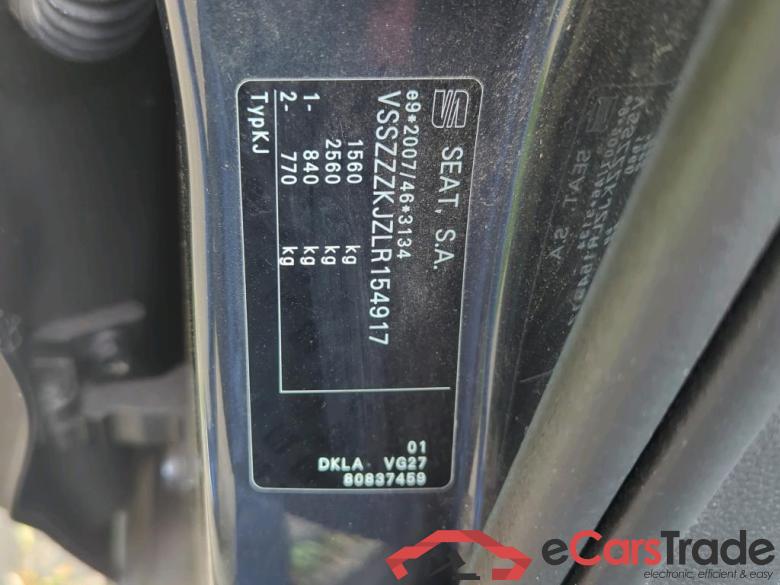 SEAT, S.A.
e9*2007/46*3134
VSSZZZKJZLR154917
1560 kg
2560 kg
1- 840 kg
2- 770 kg
TypKJ
01
DKLA VG27
80837459
eCarsTrade
electronic, efficient & easy